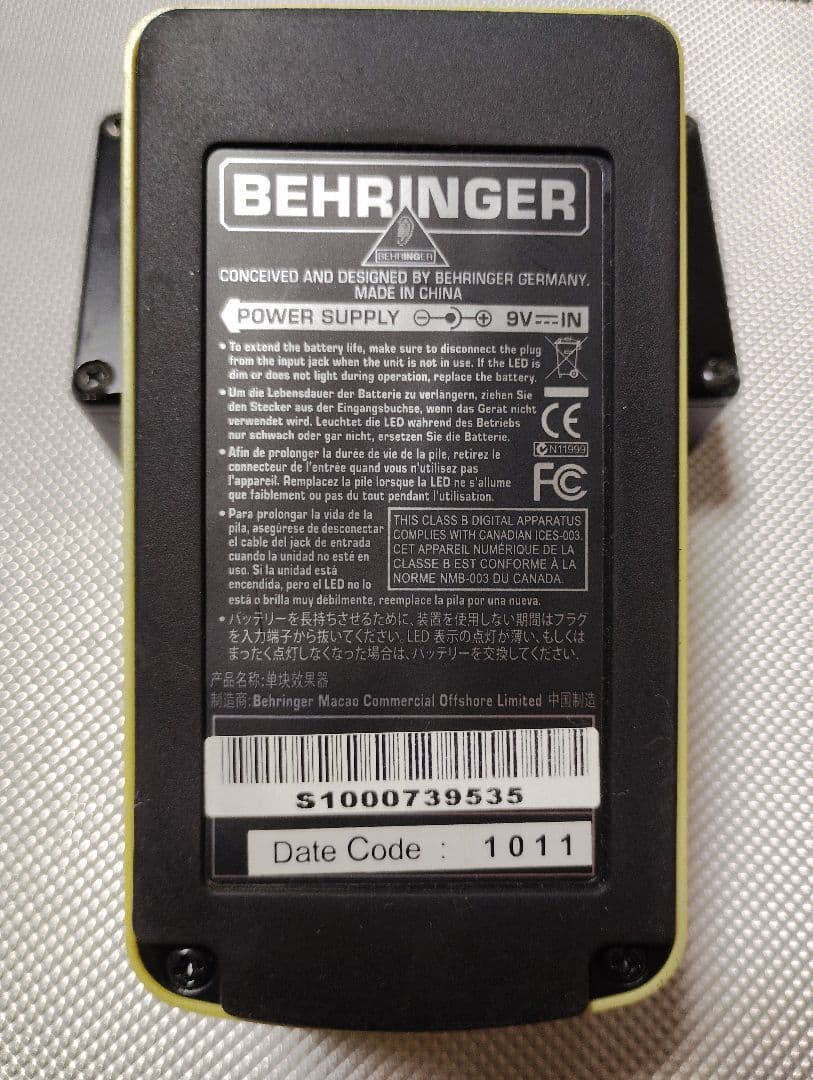 BEHRINGER
BEHRINGER
CONCEIVED AND DESIGNED BY BEHRINGER GERMANY.
MADE IN CHINA
POWER SUPPLY 9V IN
• To extend the battery life, make sure to disconnect the plug
from the input jack when the unit is not in use. If the LED is
dim or does not light during operation, replace the battery.
• Um die Lebensdauer der Batterie zu verlängern, ziehen Sie
den Stecker aus der Eingangsbuchse, wenn das Gerät nicht
verwendet wird. Leuchtet die LED während des Betriebs
nur schwach oder gar nicht, ersetzen Sie die Batterie.
CE
N11999
• Afin de prolonger la durée de vie de la pile, retirez le
connecteur de l'entrée quand vous n'utilisez pas
l'appareil. Remplacez la pile lorsque la LED ne s'allume
que faiblement ou pas du tout pendant l'utilisation.
FC
• Para prolongar la vida de la
pila, asegúrese de desconectar
el cable del jack de entrada
cuando la unidad no esté en
uso. Si la unidad está
encendida, pero el LED no lo
está o brilla muy débilmente, reemplace la pila por una nueva.
THIS CLASS B DIGITAL APPARATUS
COMPLIES WITH CANADIAN ICES-003.
CET APPAREIL NUMÉRIQUE DE LA
CLASSE B EST CONFORME À LA
NORME NMB-003 DU CANADA.
• バッテリーを長持ちさせるために、装置を使用しない期間はプラグ
を入力端子から抜いてください。LED 表示の点灯が薄い、もしくは
まったく点灯しなくなった場合は、バッテリーを交換してください.
产品名称:单块效果器
制造商:Behringer Macao Commercial Offshore Limited 中国制造
S1000739535
Date Code : 1011